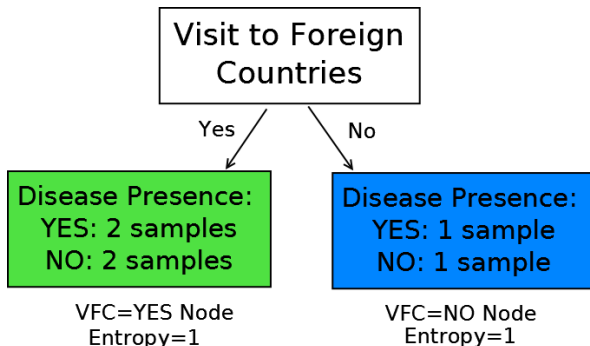 Visit to Foreign
Countries
Yes
No
Disease Presence:
YES: 2 samples
NO: 2 samples
Disease Presence:
YES: 1 sample
NO: 1 sample
VFC=YES Node
Entropy=1
VFC=NO Node
Entropy=1